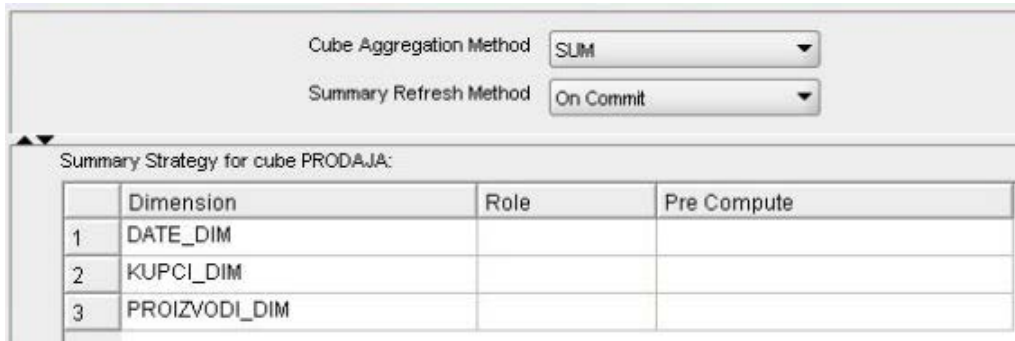 Cube Aggregation Method SUM
Summary Refresh Method On Commit
Summary Strategy for cube PRODAJA:
Dimension Role Pre Compute
1 DATE_DIM
2 KUPCI_DIM
3 PROIZVODI_DIM